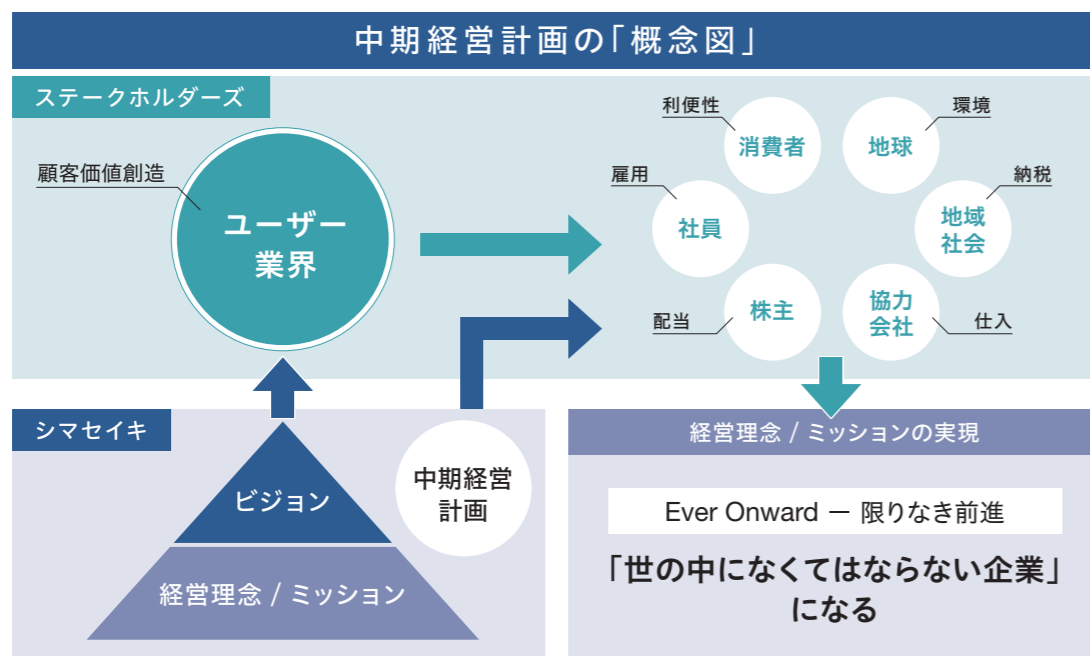 中期経営計画の「概念図」
ステークホルダーズ
顧客価値創造
ユーザー
業界
利便性
消費者
環境
地球
雇用
社員
納税
地域
社会
配当
株主
協力
会社
仕入
シマセイキ
ビジョン
経営理念 / ミッション
中期経営
計画
経営理念 / ミッションの実現
Ever Onward － 限りなき前進
「世の中になくてはならない企業」
になる